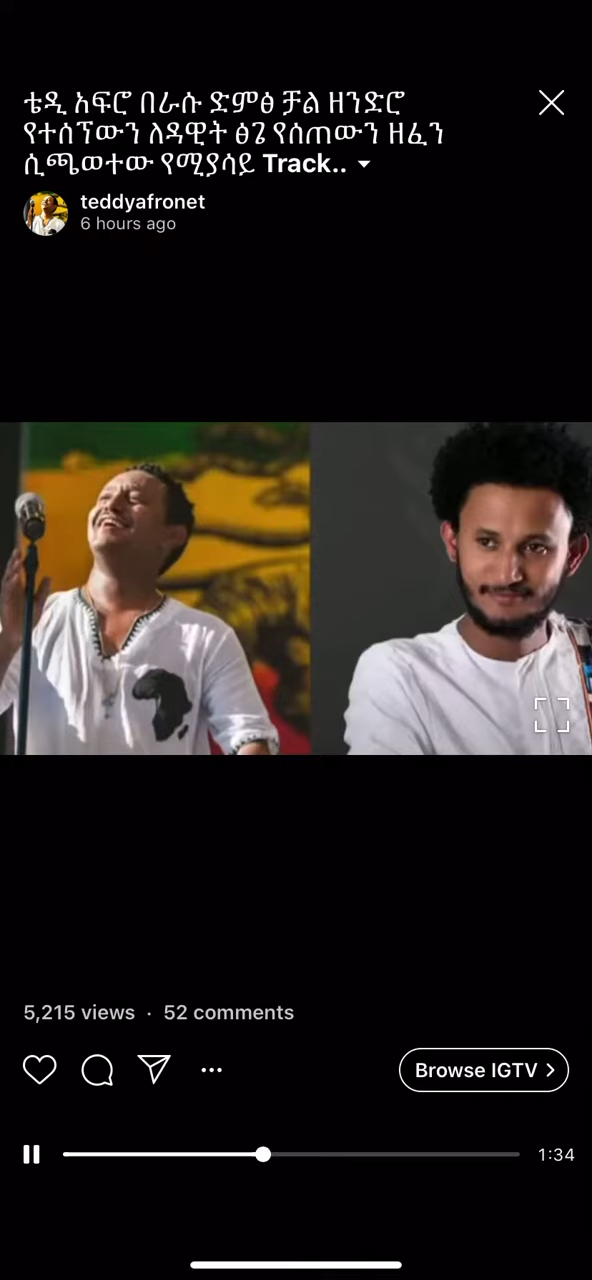 ቴዲ አፍሮ በራሱ ድምፅ ቻል ዘንድሮ
የተሰኘውን ለዳዊት ፅጌ የሰጠውን ዘፈን
ሲጫወተው የሚያሳይ Track..
teddyafronet
6 hours ago
5,215 views · 52 comments
Browse IGTV
1:34